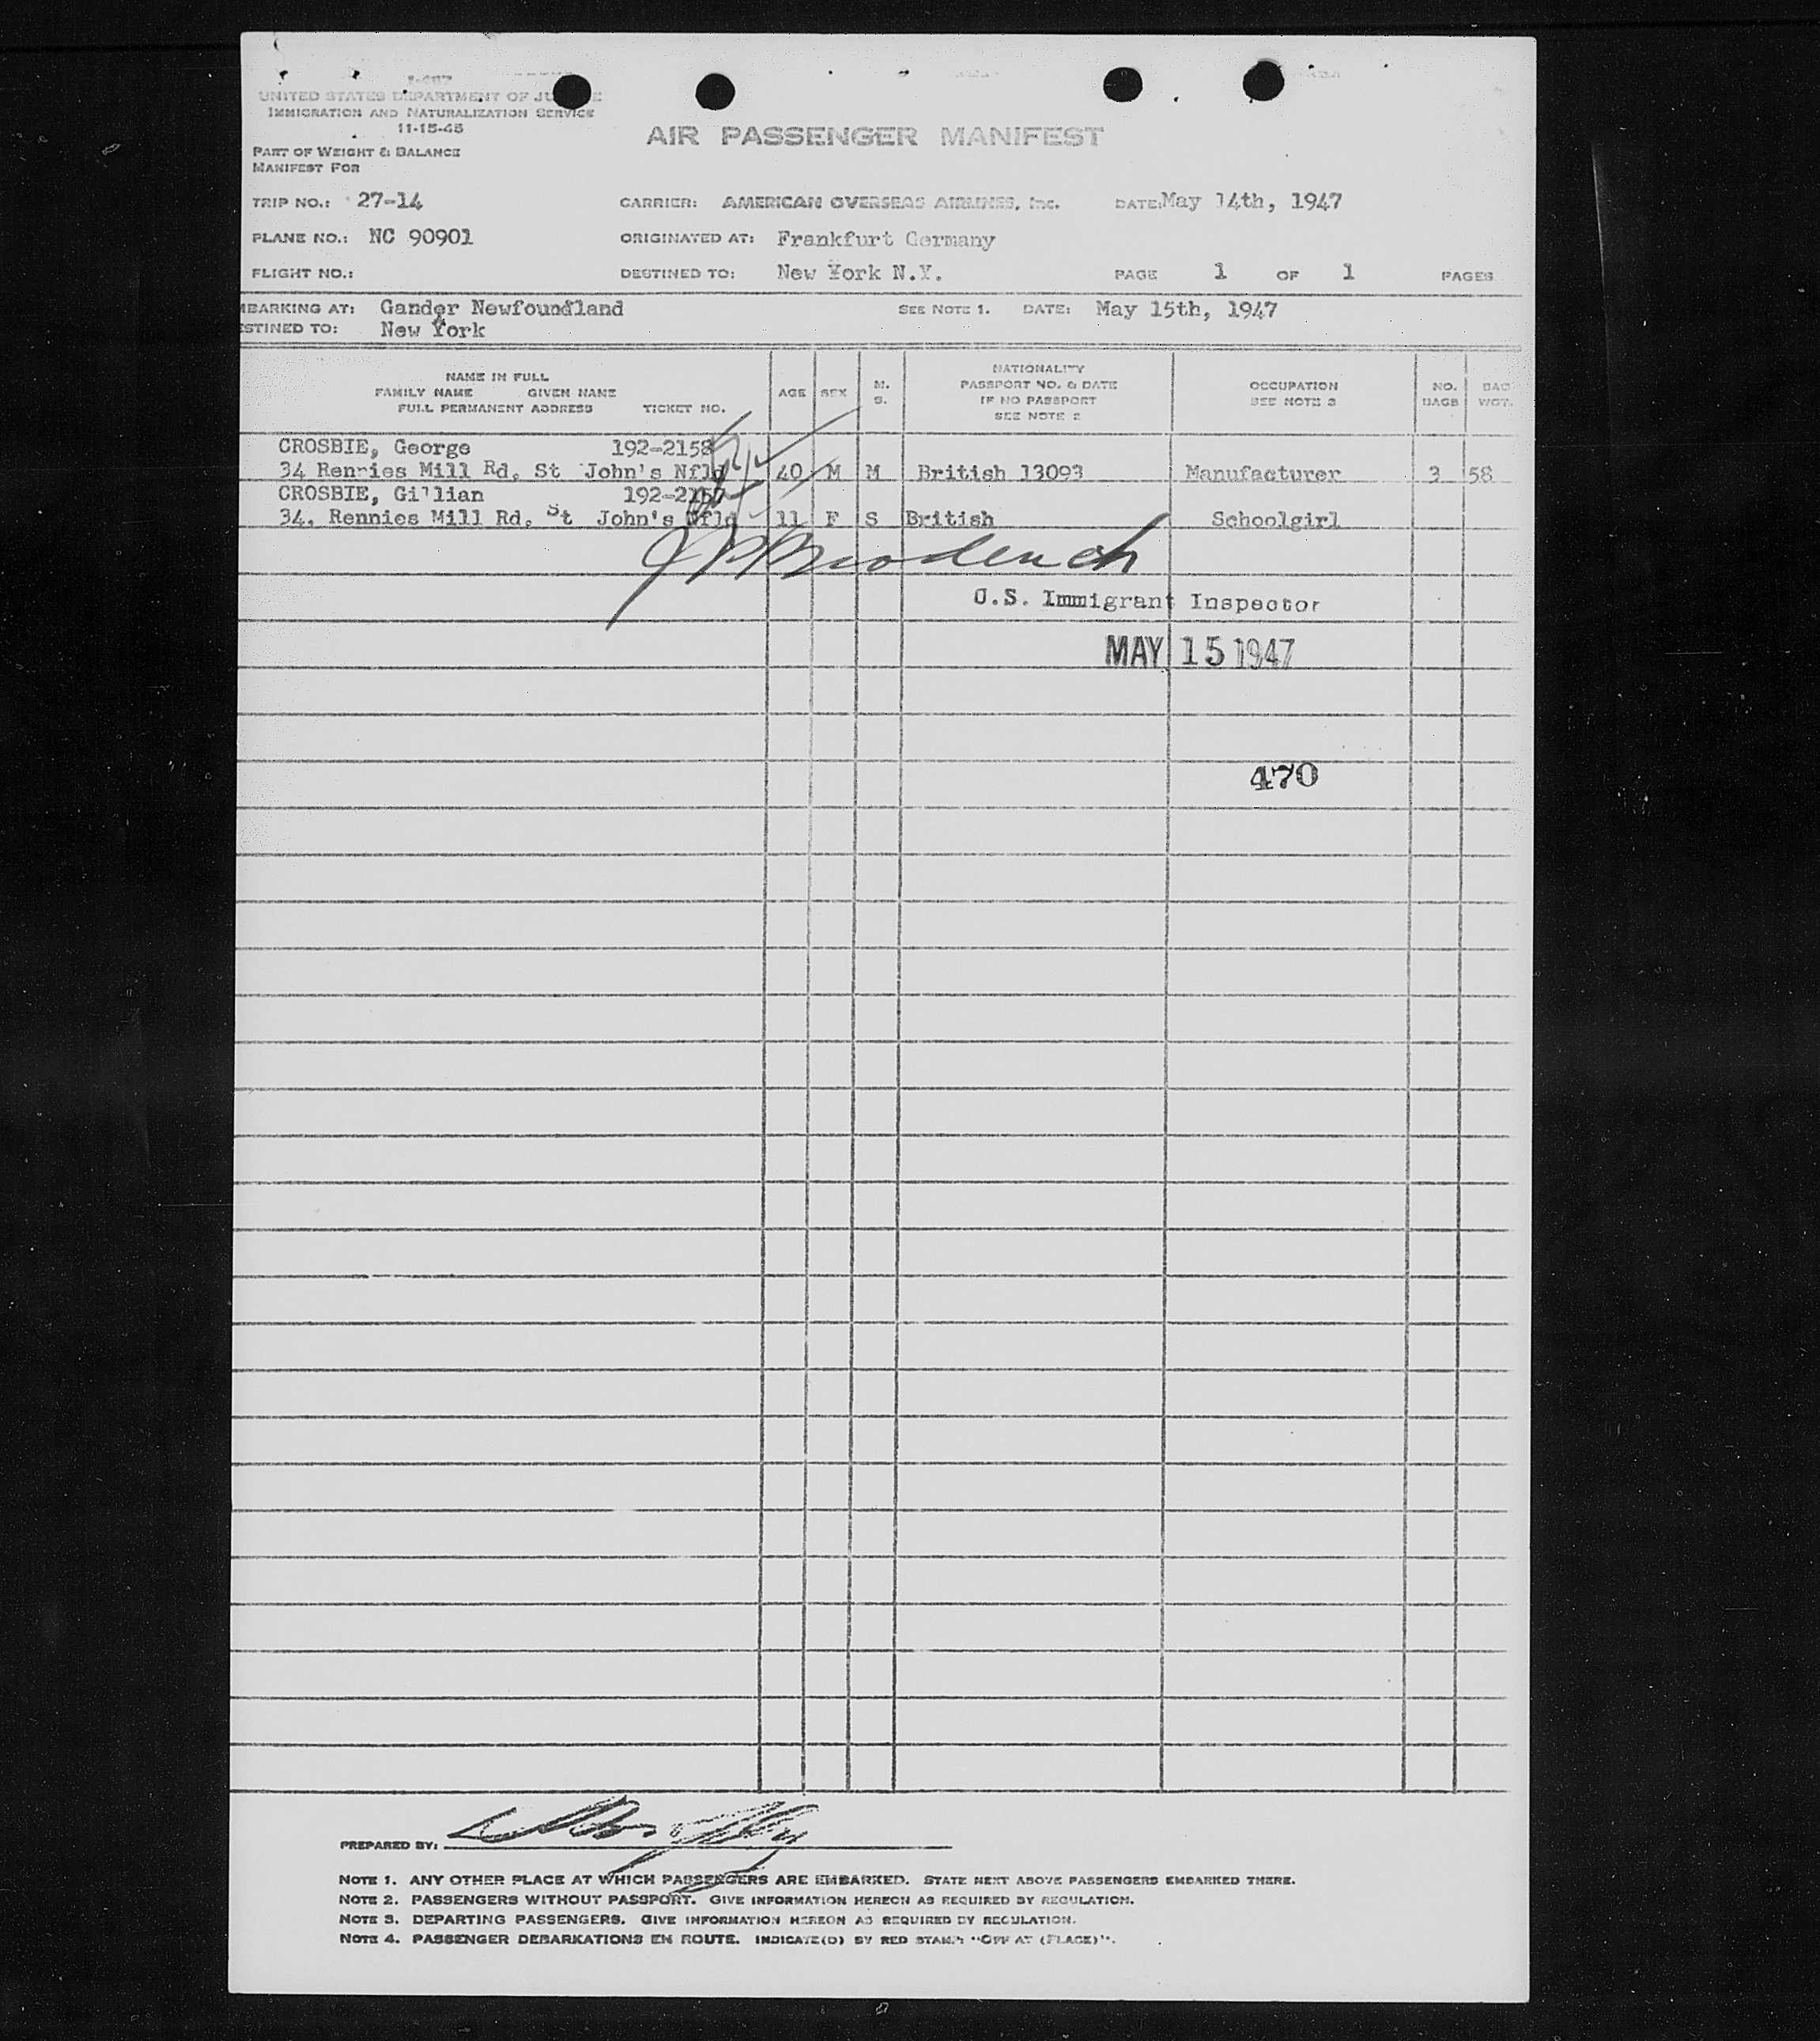 I-487
UNITED STATES DEPARTMENT OF JUSTICE
IMMIGRATION AND NATURALIZATION SERVICE
11-15-45
AIR PASSENGER MANIFEST
PART OF WEIGHT & BALANCE
MANIFEST FOR
TRIP NO.: 27-14 CARRIER: AMERICAN OVERSEAS AIRLINES, Inc. DATE: May 14th, 1947
PLANE NO.: NC 90901 ORIGINATED AT: Frankfurt Germany
FLIGHT NO.: DESTINED TO: New York N.Y. PAGE 1 OF 1 PAGES
MBARKING AT: Gander Newfoundland SEE NOTE 1. DATE: May 15th, 1947
STINED TO: New York
NAME IN FULL
FAMILY NAME GIVEN NAME
FULL PERMANENT ADDRESS TICKET NO.
AGE SEX M. S.
NATIONALITY
PASSPORT NO. & DATE
IF NO PASSPORT
SEE NOTE 2
OCCUPATION
SEE NOTE 3
NO. BAGS
BAG WGT.
CROSBIE, George 192-2158
34 Rennies Mill Rd, St John's Nfld 40 M M British 13093 Manufacturer 3 58
CROSBIE, Gillian 192-2157
34, Rennies Mill Rd, St John's Nfld 11 F S British Schoolgirl
U.S. Immigrant Inspector
MAY 15 1947
470
PREPARED BY:
NOTE 1. ANY OTHER PLACE AT WHICH PASSENGERS ARE EMBARKED. STATE NEXT ABOVE PASSENGERS EMBARKED THERE.
NOTE 2. PASSENGERS WITHOUT PASSPORT. GIVE INFORMATION HEREON AS REQUIRED BY REGULATION.
NOTE 3. DEPARTING PASSENGERS. GIVE INFORMATION HEREON AS REQUIRED BY REGULATION.
NOTE 4. PASSENGER DEBARKATIONS EN ROUTE. INDICATE(D) BY RED STAMP "OFF AT (PLACE)".